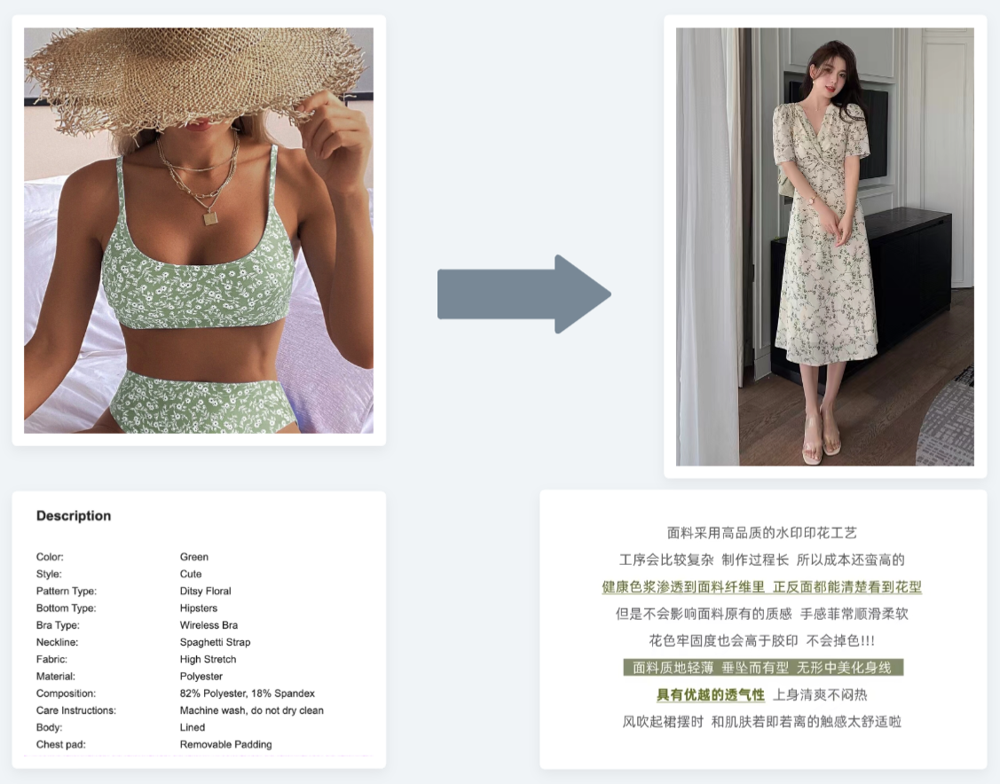 Description
Color: Green
Style: Cute
Pattern Type: Ditsy Floral
Bottom Type: Hipsters
Bra Type: Wireless Bra
Neckline: Spaghetti Strap
Fabric: High Stretch
Material: Polyester
Composition: 82% Polyester, 18% Spandex
Care Instructions: Machine wash, do not dry clean
Body: Lined
Chest pad: Removable Padding
面料采用高品质的水印印花工艺
工序会比较复杂 制作过程长 所以成本还蛮高的
健康色浆渗透到面料纤维里 正反面都能清楚看到花型
但是不会影响面料原有的质感 手感菲常顺滑柔软
花色牢固度也会高于胶印 不会掉色!!!
面料质地轻薄 垂坠而有型 无形中美化身线
具有优越的透气性 上身清爽不闷热
风吹起裙摆时 和肌肤若即若离的触感太舒适啦